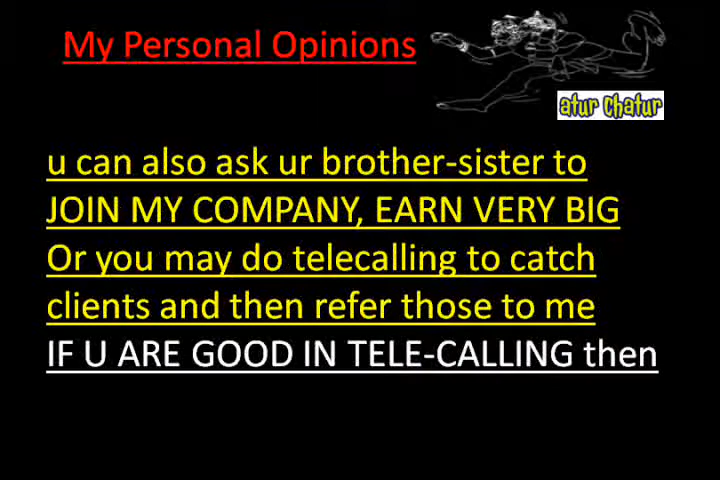 My Personal Opinions
atur chatur
u can also ask ur brother-sister to
JOIN MY COMPANY, EARN VERY BIG
Or you may do telecalling to catch
clients and then refer those to me
IF U ARE GOOD IN TELE-CALLING then